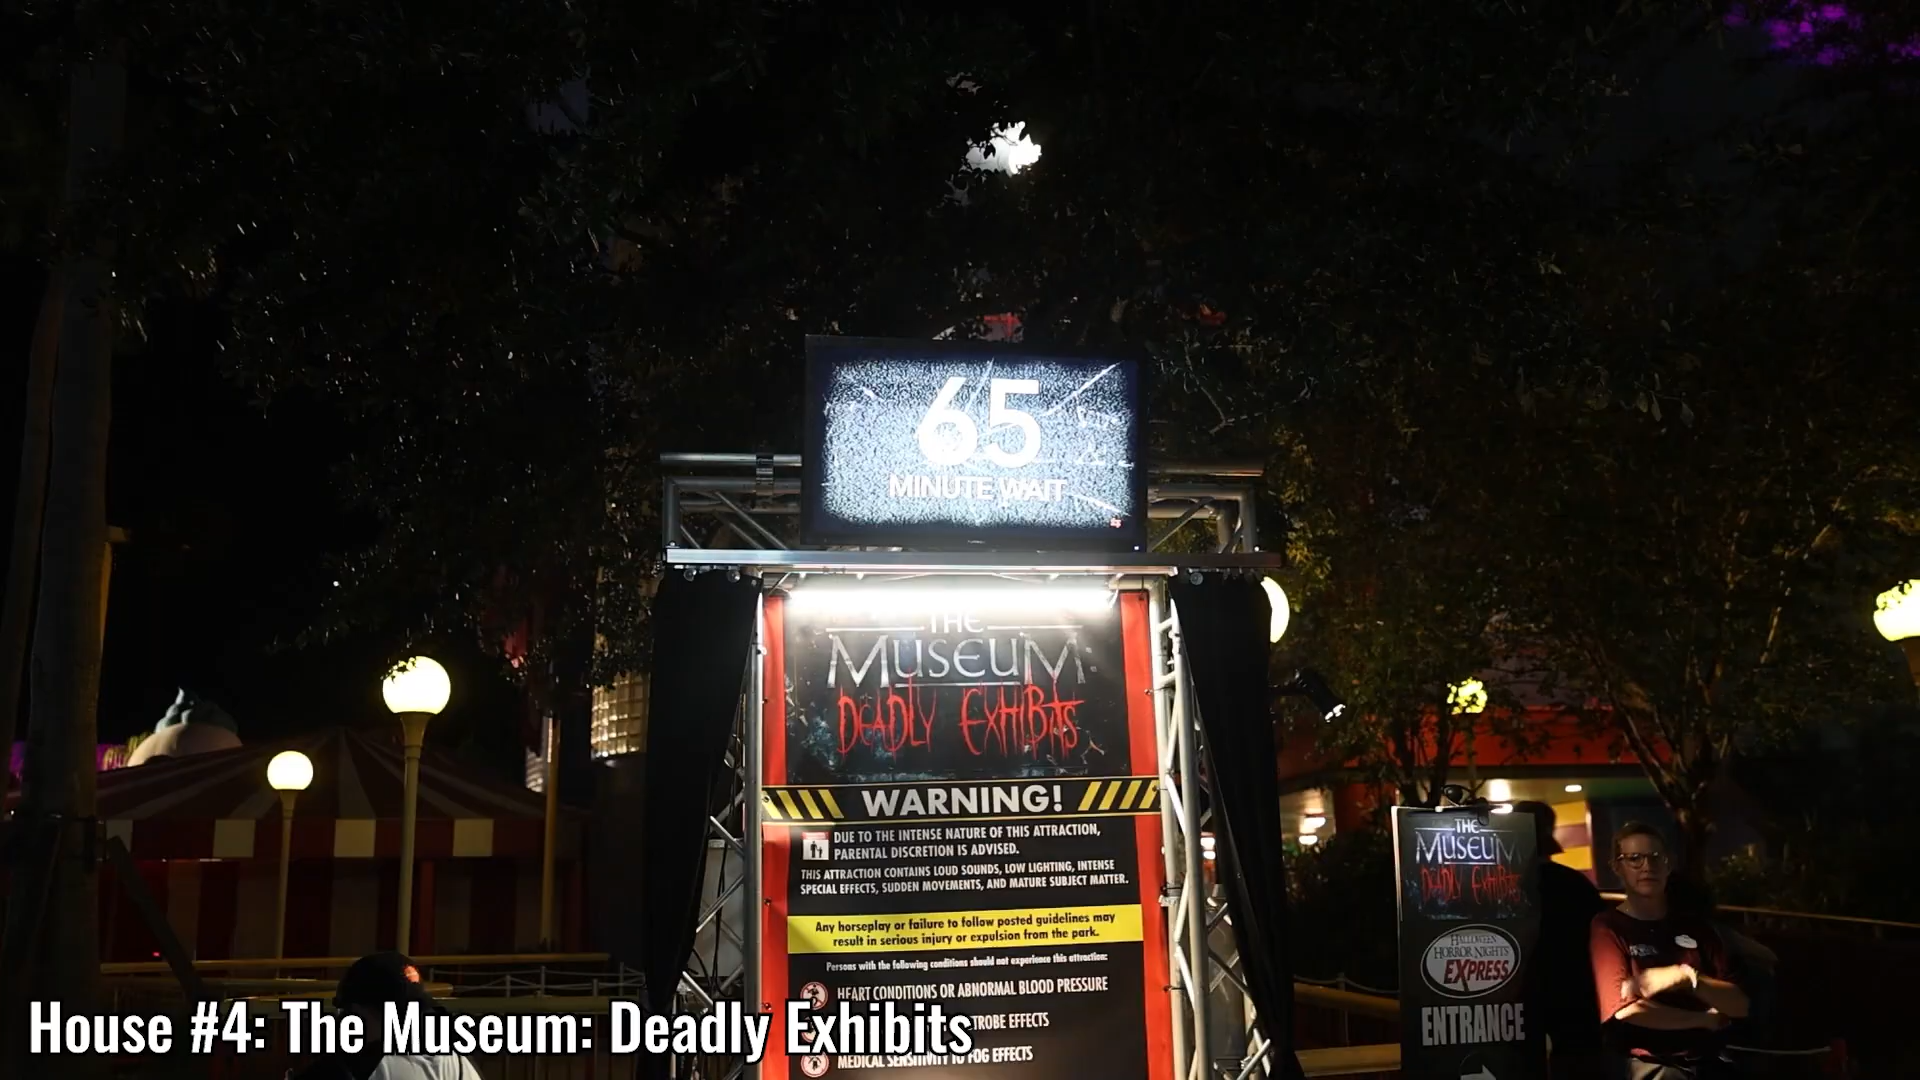 65
MINUTE WAIT
THE
MUSEUM
DEADLY EXHIBITS
WARNING!
DUE TO THE INTENSE NATURE OF THIS ATTRACTION,
PARENTAL DISCRETION IS ADVISED.
THIS ATTRACTION CONTAINS LOUD SOUNDS, LOW LIGHTING, INTENSE
SPECIAL EFFECTS, SUDDEN MOVEMENTS, AND MATURE SUBJECT MATTER.
Any horseplay or failure to follow posted guidelines may
result in serious injury or expulsion from the park.
Persons with the following conditions should not experience this attraction:
HEART CONDITIONS OR ABNORMAL BLOOD PRESSURE
TROBE EFFECTS
MEDICAL SENSITIVITY TO FOG EFFECTS
THE
MUSEUM
DEADLY EXHIBITS
HALLOWEEN
HORROR NIGHTS
EXPRESS
ENTRANCE
House #4: The Museum: Deadly Exhibits